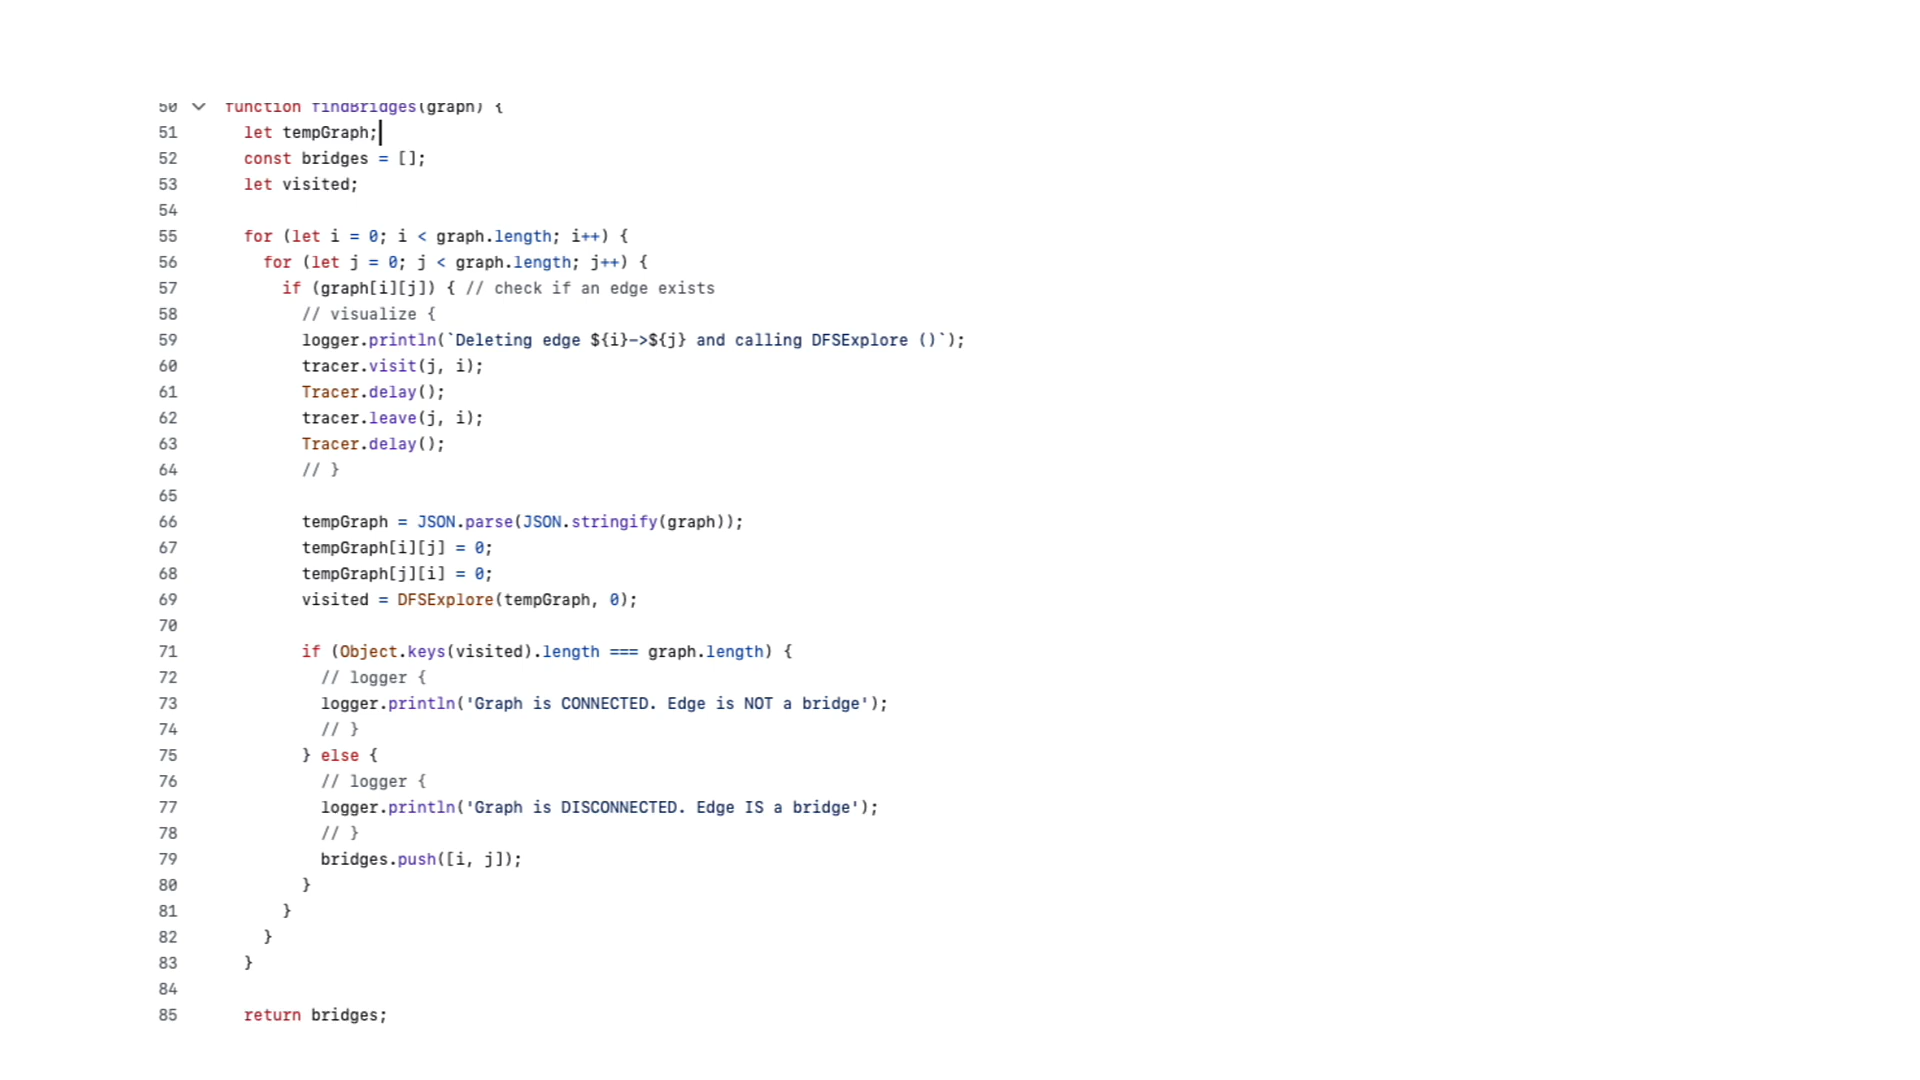 50 function findBridges(graph) {
51 let tempGraph;
52 const bridges = [];
53 let visited;
54
55 for (let i = 0; i < graph.length; i++) {
56 for (let j = 0; j < graph.length; j++) {
57 if (graph[i][j]) { // check if an edge exists
58 // visualize {
59 logger.println(`Deleting edge ${i}->${j} and calling DFSExplore ()`);
60 tracer.visit(j, i);
61 Tracer.delay();
62 tracer.leave(j, i);
63 Tracer.delay();
64 // }
65
66 tempGraph = JSON.parse(JSON.stringify(graph));
67 tempGraph[i][j] = 0;
68 tempGraph[j][i] = 0;
69 visited = DFSExplore(tempGraph, 0);
70
71 if (Object.keys(visited).length === graph.length) {
72 // logger {
73 logger.println('Graph is CONNECTED. Edge is NOT a bridge');
74 // }
75 } else {
76 // logger {
77 logger.println('Graph is DISCONNECTED. Edge IS a bridge');
78 // }
79 bridges.push([i, j]);
80 }
81 }
82 }
83 }
84
85 return bridges;